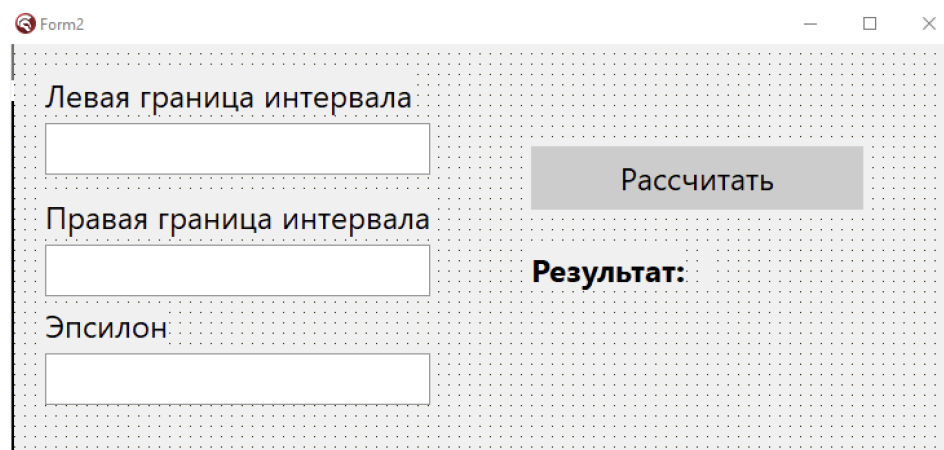 Form2
Левая граница интервала
Рассчитать
Правая граница интервала
Результат:
Эпсилон